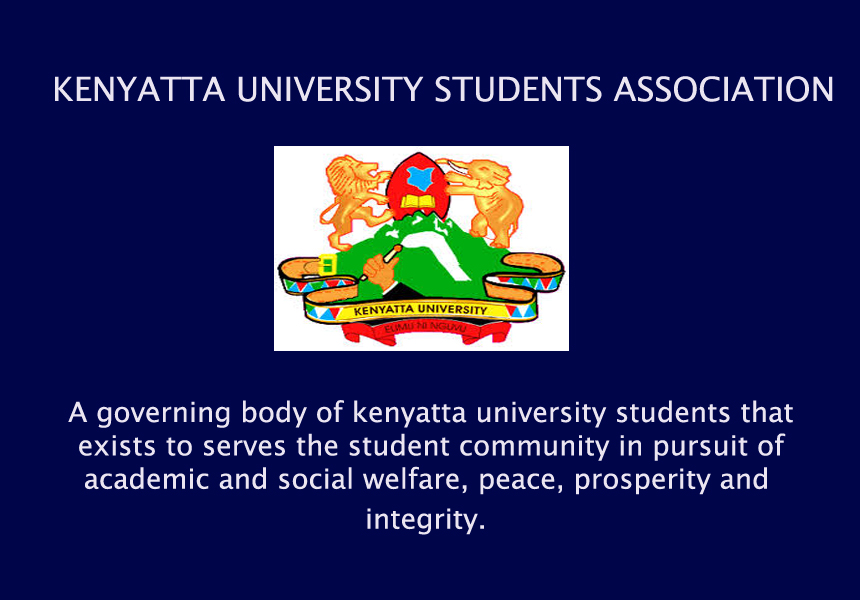 KENYATTA UNIVERSITY STUDENTS ASSOCIATION
KENYATTA UNIVERSITY
ELIMU NI NGUVU
A governing body of kenyatta university students that
exists to serves the student community in pursuit of
academic and social welfare, peace, prosperity and
integrity.